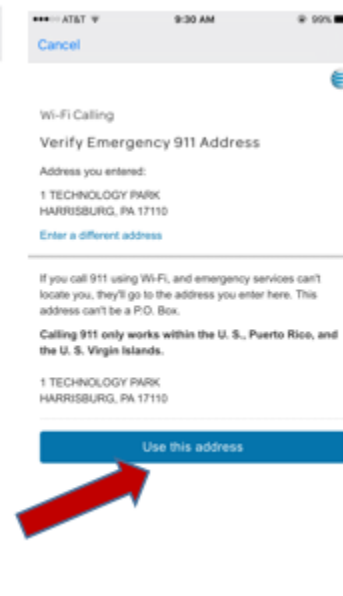 AT&T 9:30 AM 99%
Cancel
Wi-Fi Calling
Verify Emergency 911 Address
Address you entered:
1 TECHNOLOGY PARK
HARRISBURG, PA 17110
Enter a different address
If you call 911 using Wi-Fi, and emergency services can't
locate you, they'll go to the address you enter here. This
address can't be a P.O. Box.
Calling 911 only works within the U. S., Puerto Rico, and
the U. S. Virgin Islands.
1 TECHNOLOGY PARK
HARRISBURG, PA 17110
Use this address